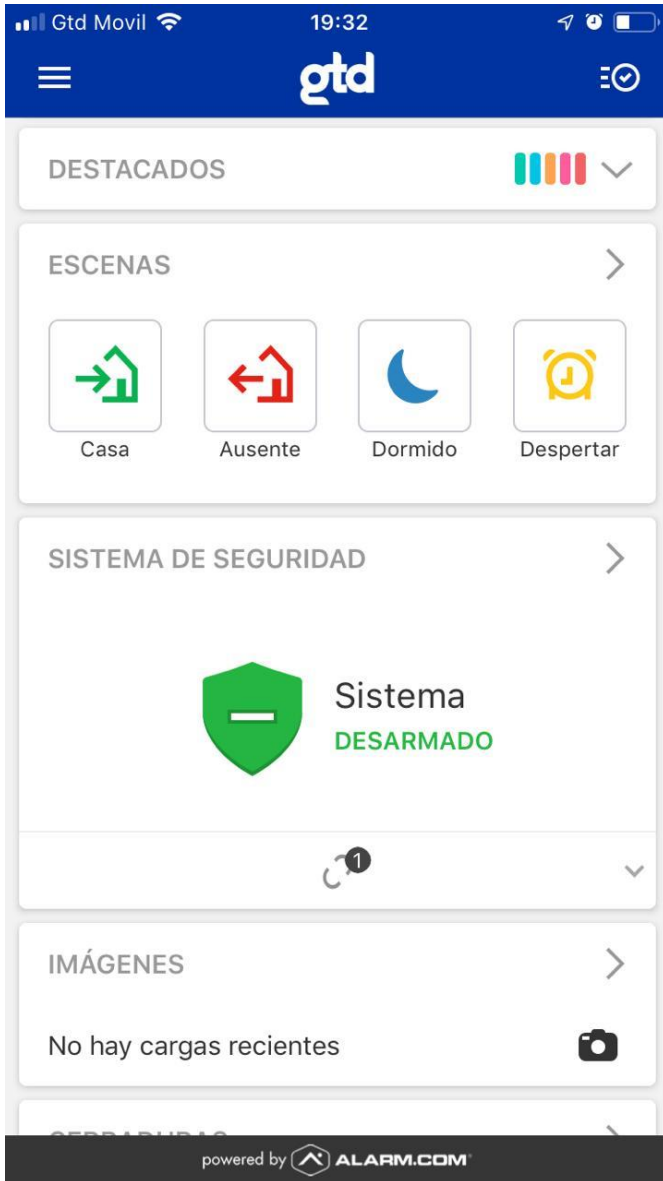 Gtd Movil 19:32
gtd
DESTACADOS
ESCENAS
Casa Ausente Dormido Despertar
SISTEMA DE SEGURIDAD
Sistema
DESARMADO
1
IMÁGENES
No hay cargas recientes
powered by ALARM.COM